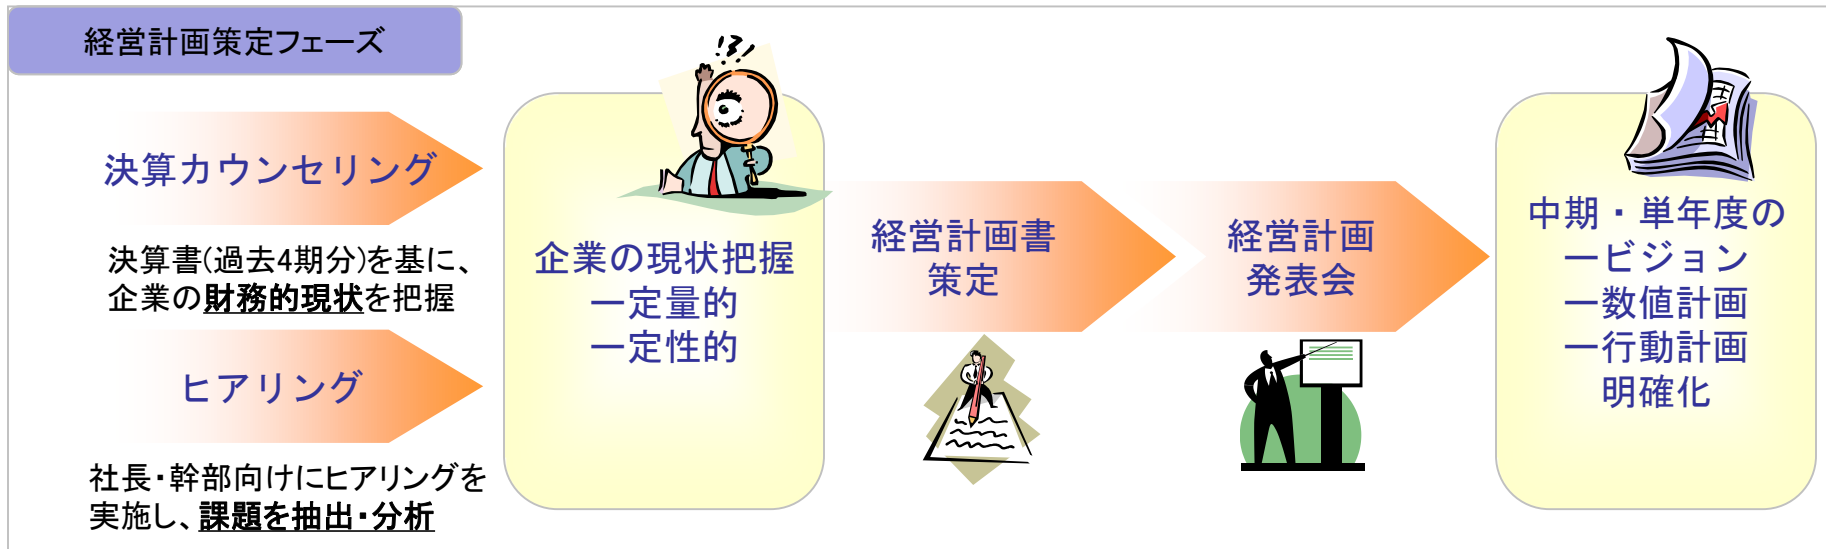 経営計画策定フェーズ
決算カウンセリング
決算書(過去4期分)を基に、
企業の財務的現状を把握
ヒアリング
社長・幹部向けにヒアリングを
実施し、課題を抽出・分析
!?!
企業の現状把握
ー定量的
ー定性的
経営計画書
策定
経営計画
発表会
中期・単年度の
ービジョン
ー数値計画
ー行動計画
明確化